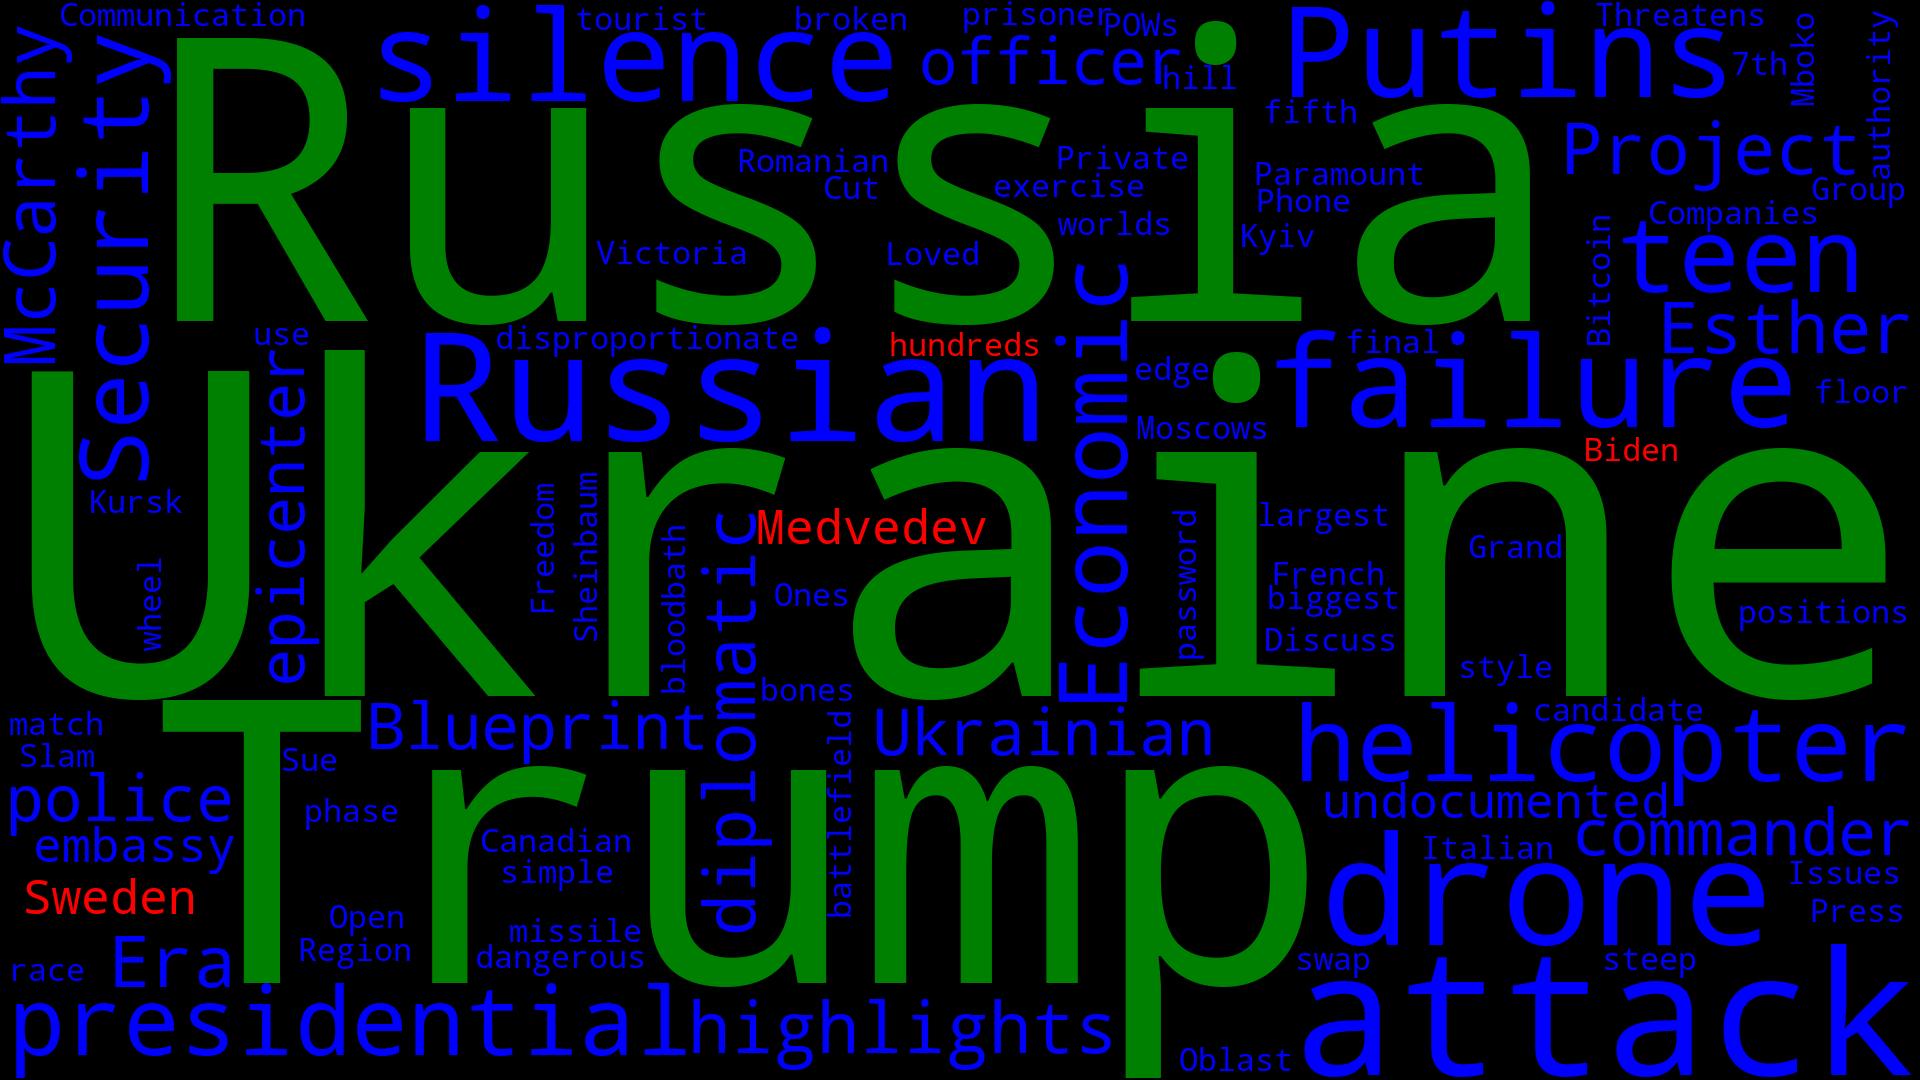 Communication
silence
tourist
broken
prisoner
POWs
officer
hill
Putins
Threatens
7th
Mboko
authority
McCarthy
Security
Russia
fifth
Project
Romanian
Cut
Private
exercise
worlds
Paramount
Phone
Kyiv
Group
Companies
Bitcoin
teen
Victoria
Loved
Economic
Esther
use
disproportionate
Russian
hundreds
edge
final
failure
floor
Moscows
Biden
Ukraine
epicenter
Kursk
wheel
Freedom
Sheinbaum
bloodbath
diplomatic
Medvedev
Ones
password
largest
French
biggest
Discuss
Grand
style
positions
bones
match
Slam
Sue
Blueprint
battlefield
Ukrainian
helicopter
candidate
police
embassy
Trump
phase
Canadian
simple
undocumented
commander
Italian
drone
Issues
Press
Sweden
Open
Region
missile
dangerous
Era
race
swap
steep
presidential
highlights
Oblast
attack